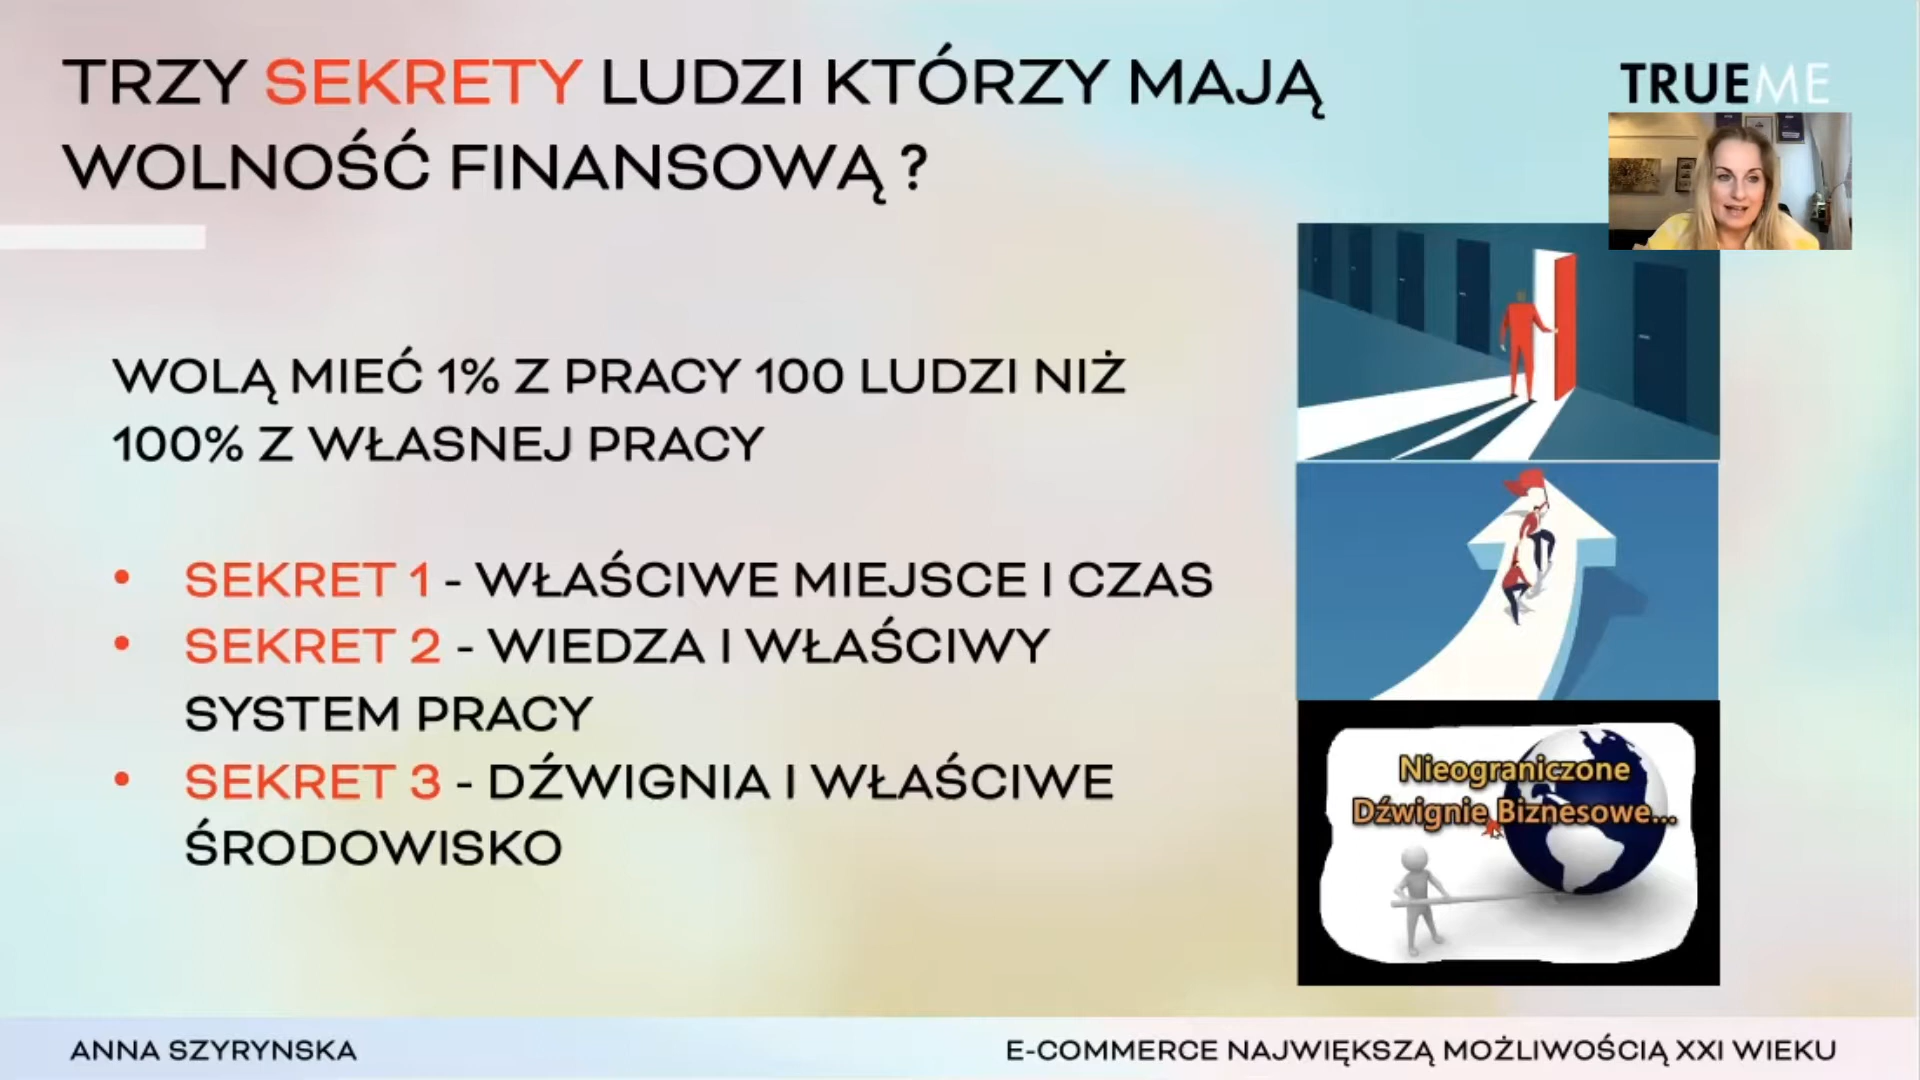 TRZY SEKRETY LUDZI KTÓRZY MAJĄ
WOLNOŚĆ FINANSOWĄ ?
TRUEME
WOLĄ MIEĆ 1% Z PRACY 100 LUDZI NIŻ
100% Z WŁASNEJ PRACY
• SEKRET 1 - WŁAŚCIWE MIEJSCE I CZAS
• SEKRET 2 - WIEDZA I WŁAŚCIWY
SYSTEM PRACY
• SEKRET 3 - DŹWIGNIA I WŁAŚCIWE
ŚRODOWISKO
Nieograniczone
Dźwignie Biznesowe...
ANNA SZYRYNSKA
E-COMMERCE NAJWIĘKSZĄ MOŻLIWOŚCIĄ XXI WIEKU